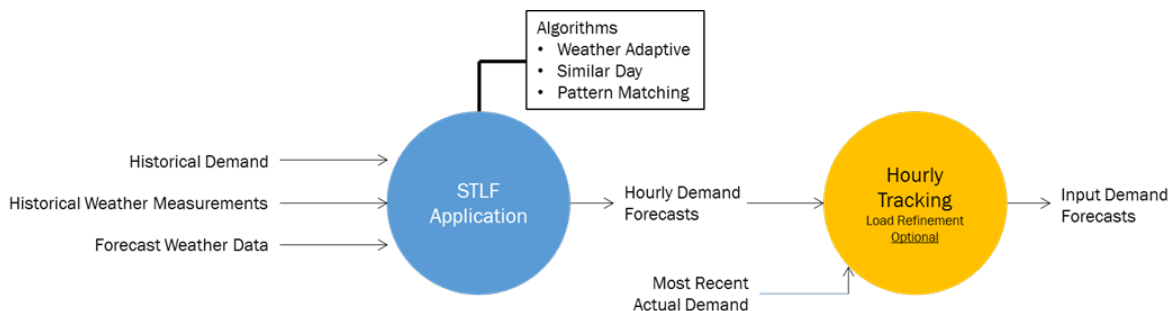 Algorithms
• Weather Adaptive
• Similar Day
• Pattern Matching
Historical Demand
Historical Weather Measurements
Forecast Weather Data
STLF
Application
Hourly Demand
Forecasts
Hourly
Tracking
Load Refinement
Optional
Most Recent
Actual Demand
Input Demand
Forecasts